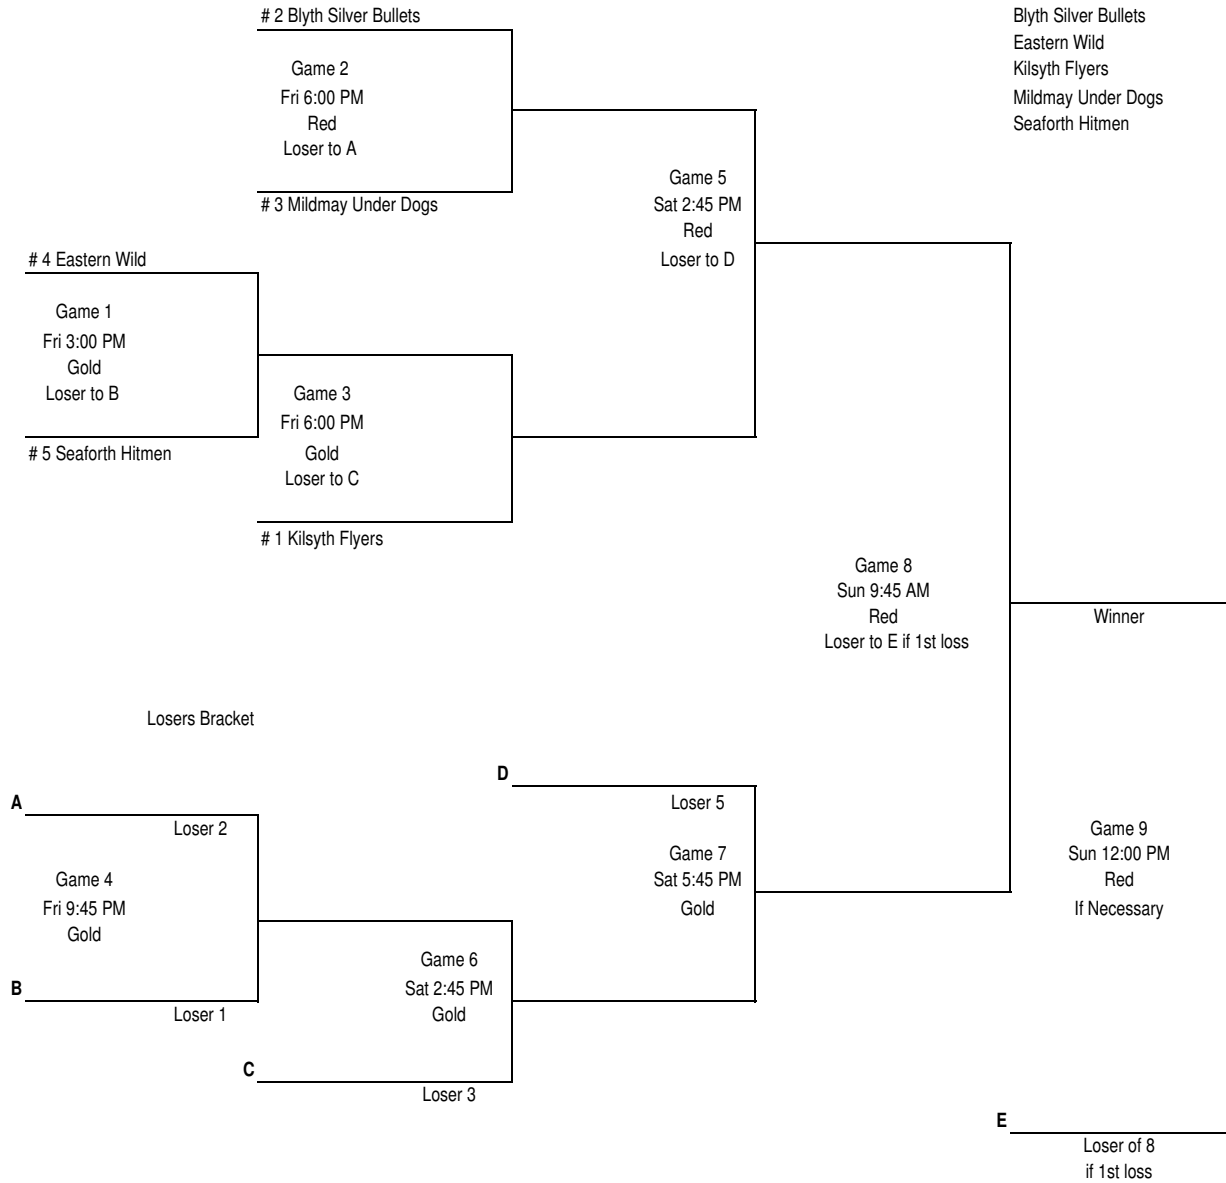 # 2 Blyth Silver Bullets
Game 2
Fri 6:00 PM
Red
Loser to A
# 3 Mildmay Under Dogs
Blyth Silver Bullets
Eastern Wild
Kilsyth Flyers
Mildmay Under Dogs
Seaforth Hitmen
Game 5
Sat 2:45 PM
Red
Loser to D
# 4 Eastern Wild
Game 1
Fri 3:00 PM
Gold
Loser to B
# 5 Seaforth Hitmen
Game 3
Fri 6:00 PM
Gold
Loser to C
# 1 Kilsyth Flyers
Game 8
Sun 9:45 AM
Red
Loser to E if 1st loss
Winner
Losers Bracket
A
Loser 2
Game 4
Fri 9:45 PM
Gold
B
Loser 1
D
Loser 5
Game 7
Sat 5:45 PM
Gold
Game 6
Sat 2:45 PM
Gold
C
Loser 3
Game 9
Sun 12:00 PM
Red
If Necessary
E
Loser of 8
if 1st loss